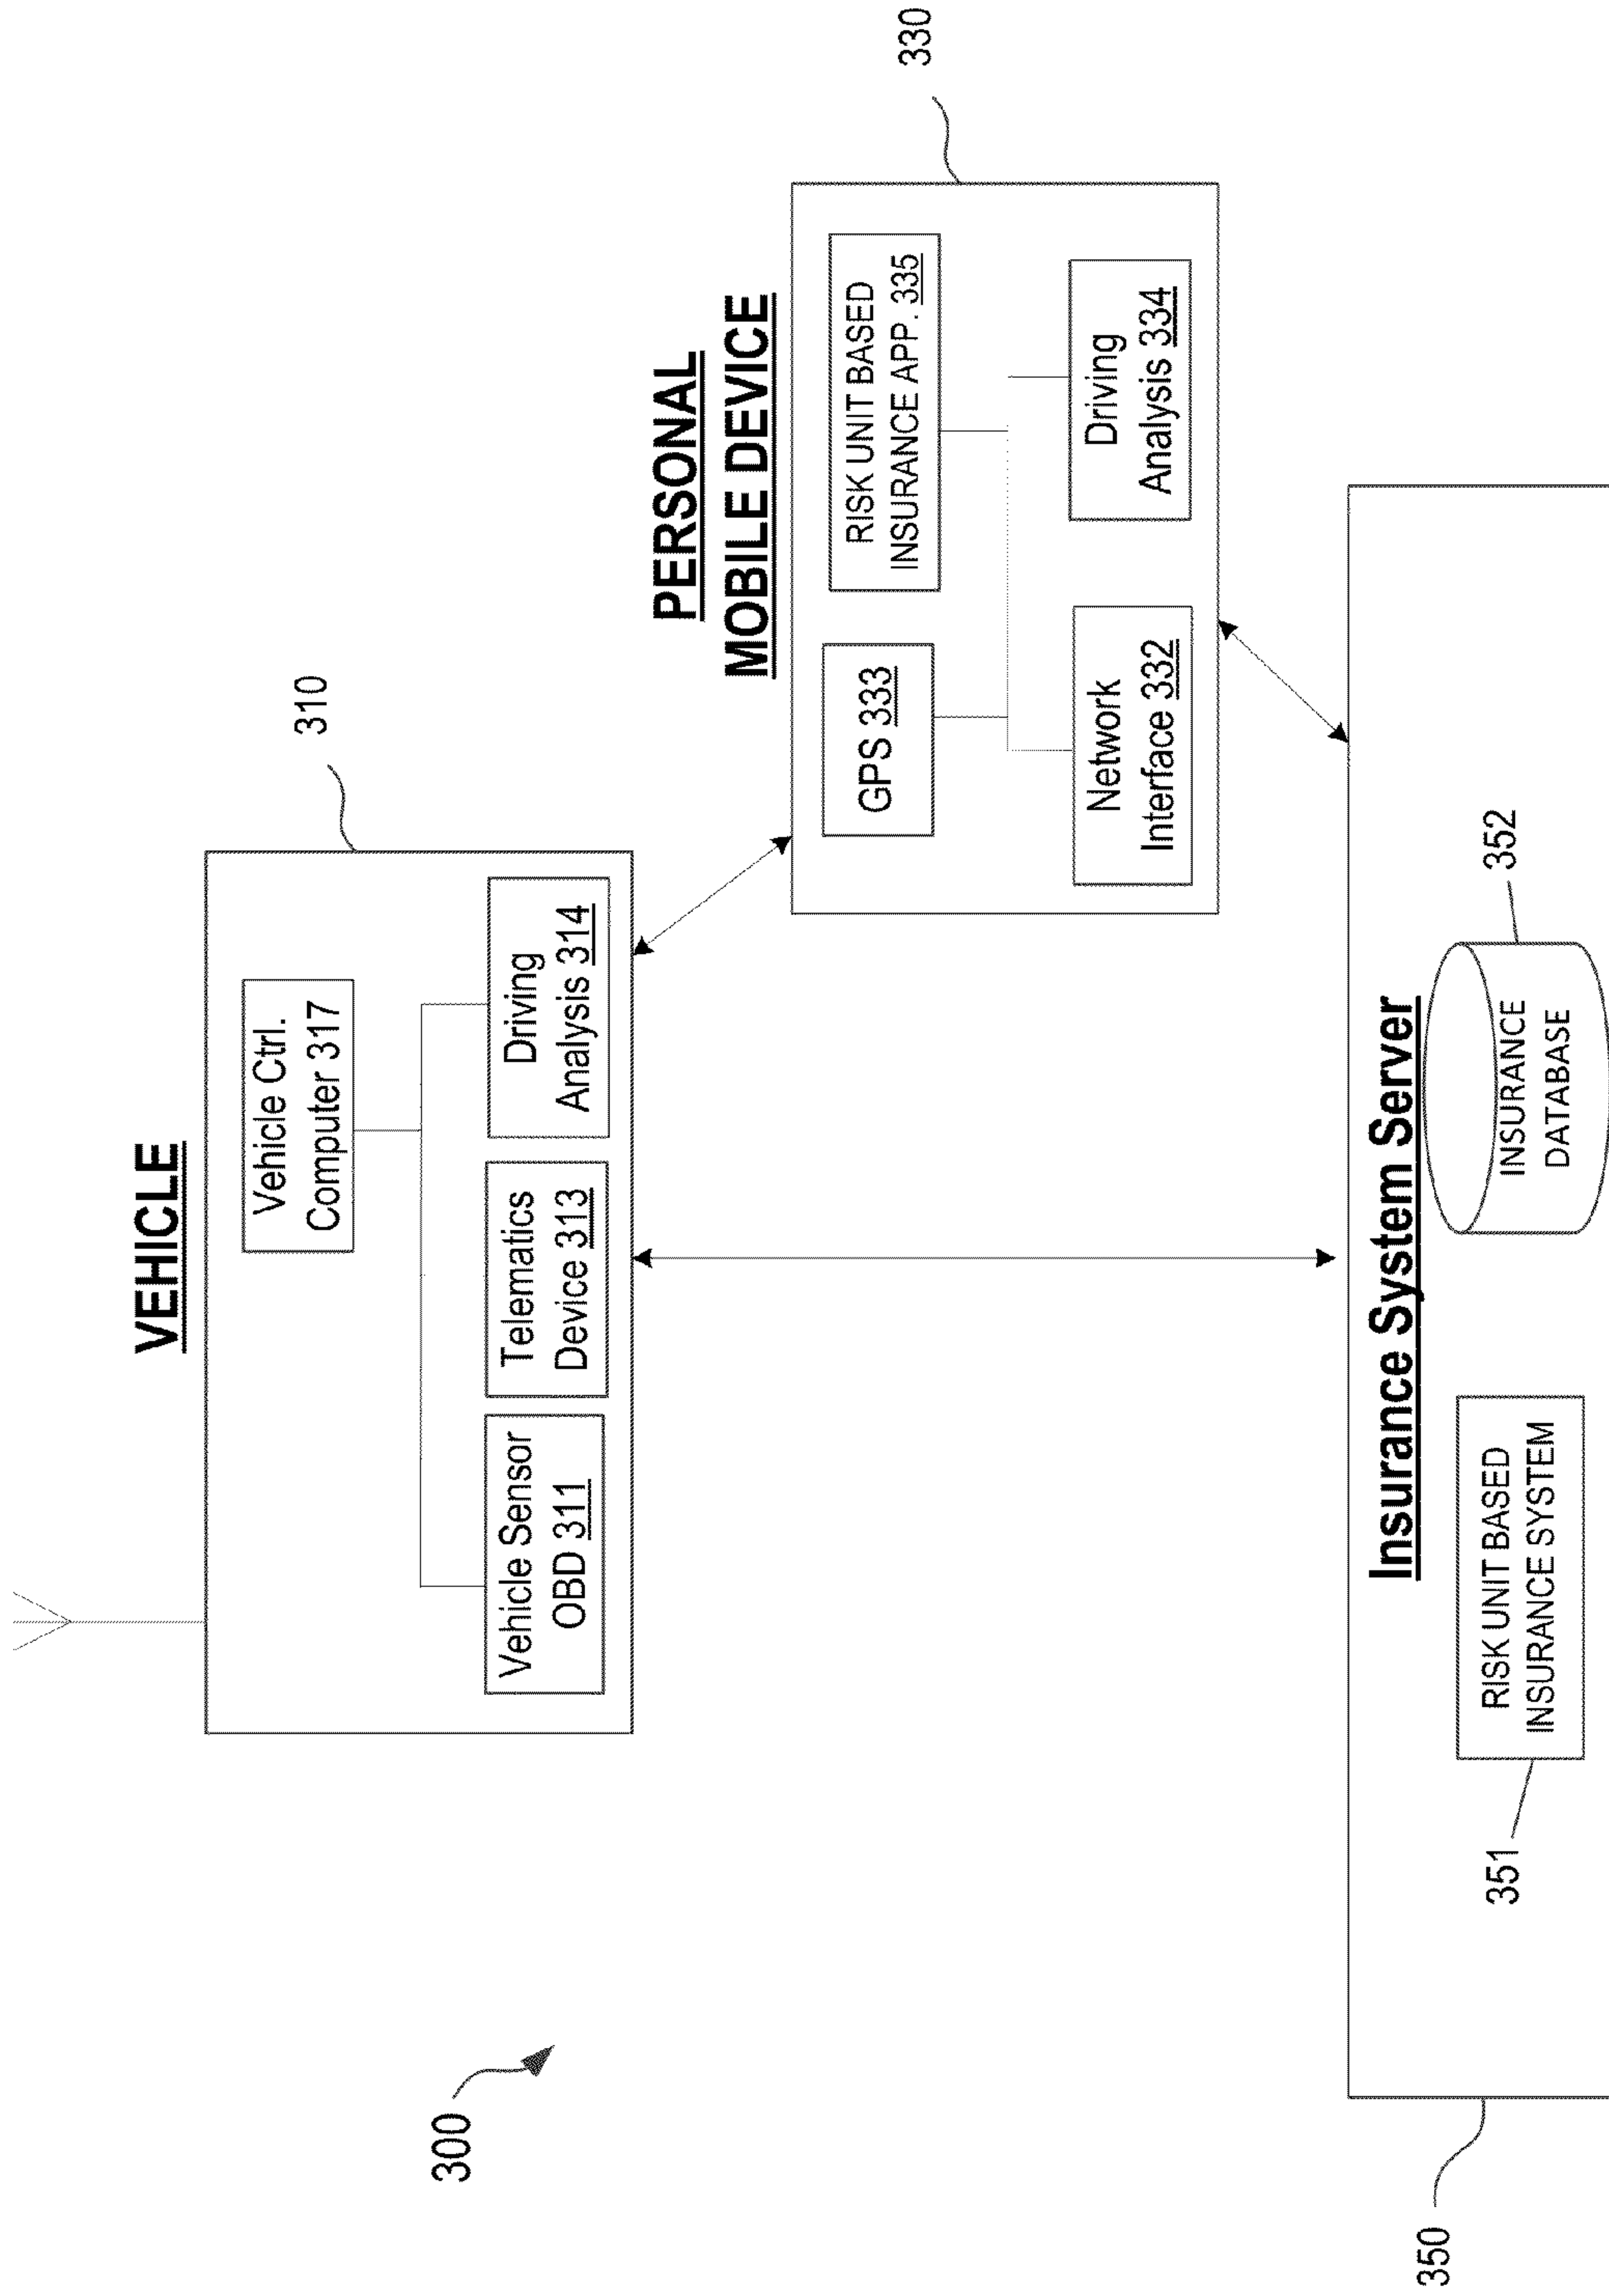 300
VEHICLE
310
Vehicle Ctrl.
Computer 317
Vehicle Sensor
OBD 311
Telematics
Device 313
Driving
Analysis 314
PERSONAL
MOBILE DEVICE
330
GPS 333
RISK UNIT BASED
INSURANCE APP. 335
Network
Interface 332
Driving
Analysis 334
350
Insurance System Server
351
RISK UNIT BASED
INSURANCE SYSTEM
352
INSURANCE
DATABASE